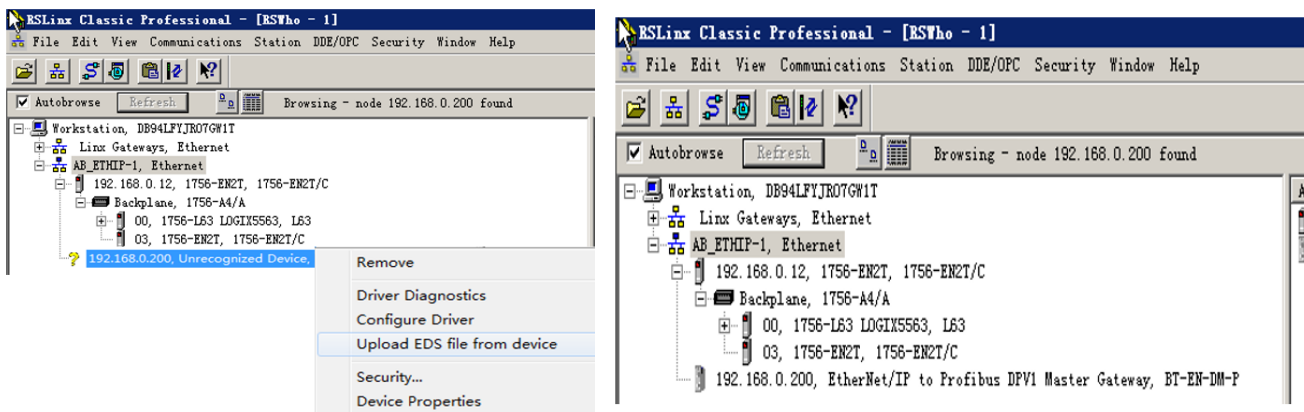 RSLinx Classic Professional - [RSWho - 1]
File Edit View Communications Station DDE/OPC Security Window Help
Autobrowse Refresh Browsing - node 192.168.0.200 found
Workstation, DB94LFYJRO7GW1T
Linx Gateways, Ethernet
AB_ETHIP-1, Ethernet
192.168.0.12, 1756-EN2T, 1756-EN2T/C
Backplane, 1756-A4/A
00, 1756-L63 LOGIX5563, L63
03, 1756-EN2T, 1756-EN2T/C
192.168.0.200, Unrecognized Device,
Remove
Driver Diagnostics
Configure Driver
Upload EDS file from device
Security...
Device Properties
RSLinx Classic Professional - [RSWho - 1]
File Edit View Communications Station DDE/OPC Security Window Help
Autobrowse Refresh Browsing - node 192.168.0.200 found
Workstation, DB94LFYJRO7GW1T
Linx Gateways, Ethernet
AB_ETHIP-1, Ethernet
192.168.0.12, 1756-EN2T, 1756-EN2T/C
Backplane, 1756-A4/A
00, 1756-L63 LOGIX5563, L63
03, 1756-EN2T, 1756-EN2T/C
192.168.0.200, EtherNet/IP to Profibus DPV1 Master Gateway, BT-EN-DM-P